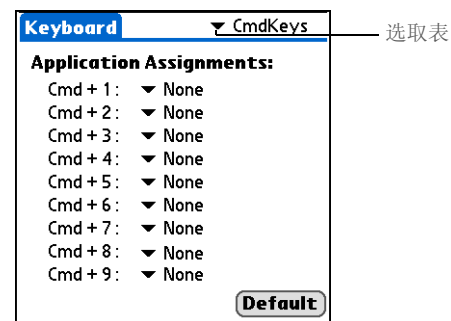 Keyboard CmdKeys
选取表
Application Assignments:
Cmd + 1: None
Cmd + 2: None
Cmd + 3: None
Cmd + 4: None
Cmd + 5: None
Cmd + 6: None
Cmd + 7: None
Cmd + 8: None
Cmd + 9: None
Default